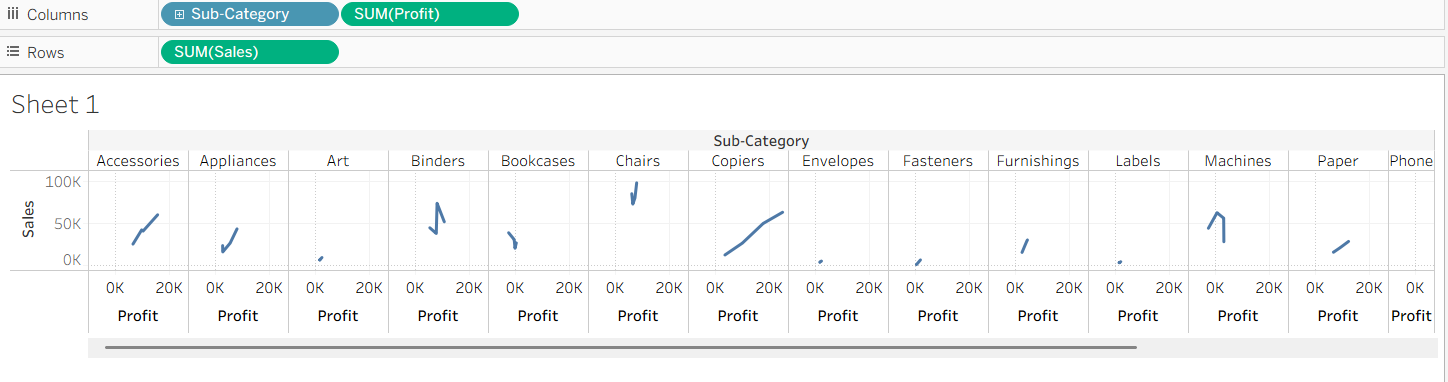 Columns Sub-Category SUM(Profit)
Rows SUM(Sales)
Sheet 1
Sub-Category
Accessories Appliances Art Binders Bookcases Chairs Copiers Envelopes Fasteners Furnishings Labels Machines Paper Phone
100K
50K
0K
Sales
0K 20K 0K 20K 0K 20K 0K 20K 0K 20K 0K 20K 0K 20K 0K 20K 0K 20K 0K 20K 0K 20K 0K 20K 0K 20K 0K
Profit Profit Profit Profit Profit Profit Profit Profit Profit Profit Profit Profit Profit Profit